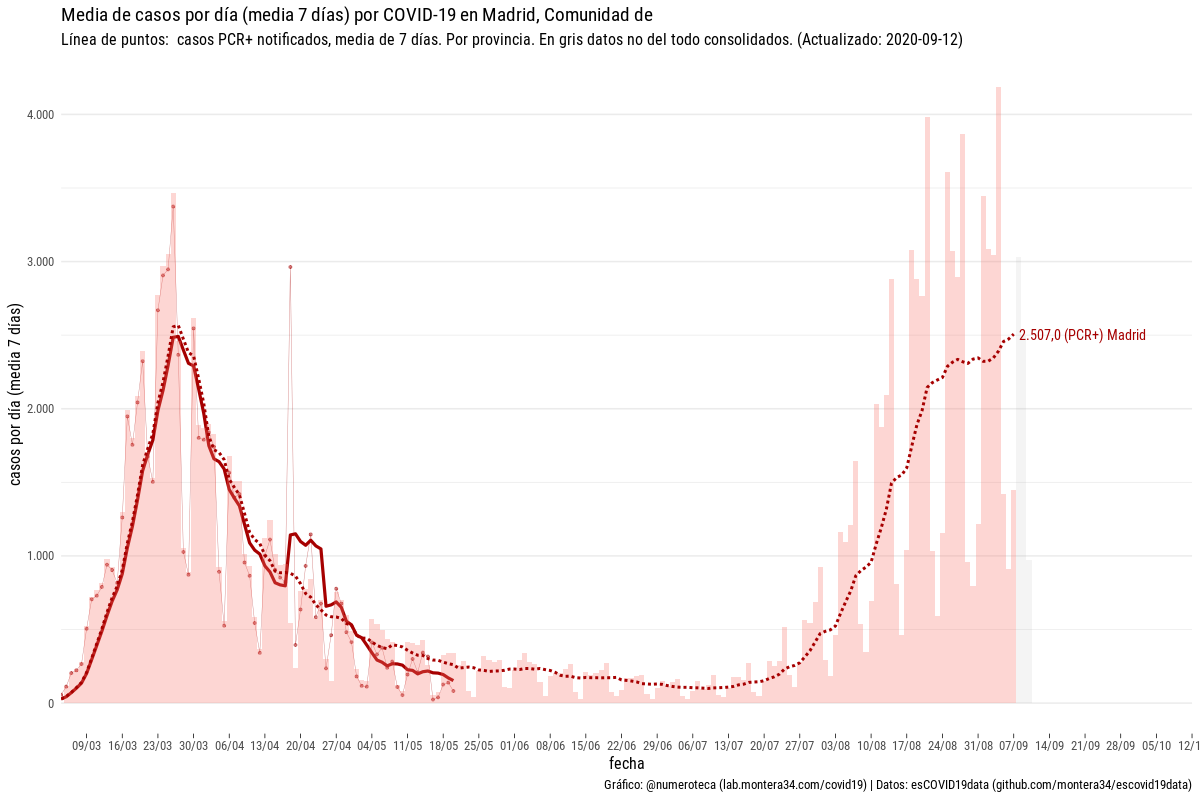 Media de casos por día (media 7 días) por COVID-19 en Madrid, Comunidad de
Línea de puntos:  casos PCR+ notificados, media de 7 días. Por provincia. En gris datos no del todo consolidados. (Actualizado: 2020-09-12)
casos por día (media 7 días)
4.000
3.000
2.000
1.000
0
2.507,0 (PCR+) Madrid
09/03 16/03 23/03 30/03 06/04 13/04 20/04 27/04 04/05 11/05 18/05 25/05 01/06 08/06 15/06 22/06 29/06 06/07 13/07 20/07 27/07 03/08 10/08 17/08 24/08 31/08 07/09 14/09 21/09 28/09 05/10 12/1
fecha
Gráfico: @numeroteca (lab.montera34.com/covid19) | Datos: esCOVID19data (github.com/montera34/escovid19data)